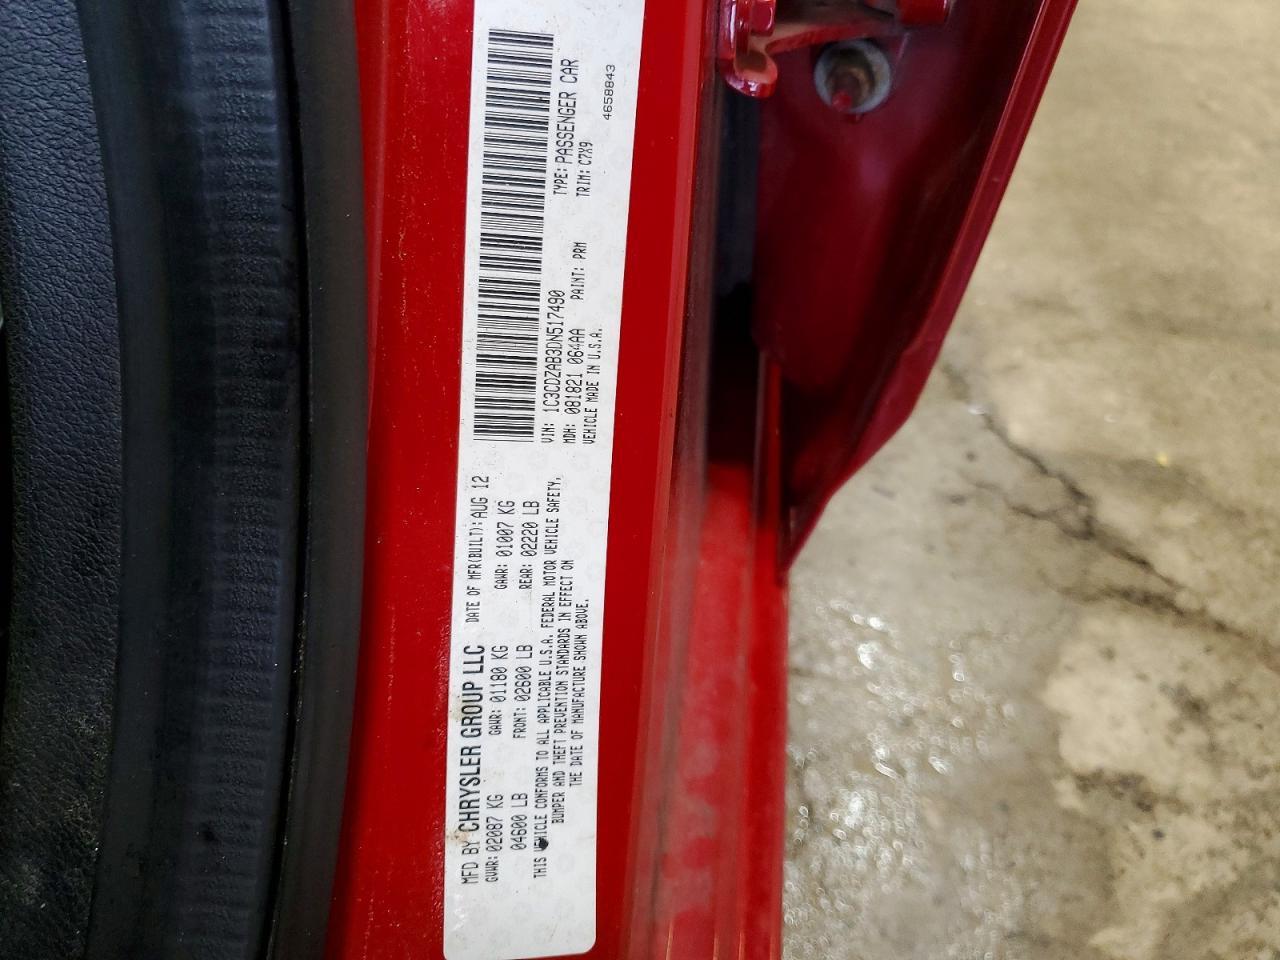 MFD BY CHRYSLER GROUP LLC DATE OF MFR(BUILT): AUG 12
GVWR: 02087 KG GAWR: 01180 KG GAWR: 01007 KG
04600 LB FRONT: 02600 LB REAR: 02220 LB
THIS VEHICLE CONFORMS TO ALL APPLICABLE U.S.A. FEDERAL MOTOR VEHICLE SAFETY,
BUMPER AND THEFT PREVENTION STANDARDS IN EFFECT ON
THE DATE OF MANUFACTURE SHOWN ABOVE.
VIN: 1C3CDZAB3DN517490 TYPE: PASSENGER CAR
MDH: 081821 064AA PAINT: PRM TRIM: C7X9
VEHICLE MADE IN U.S.A.
4658843